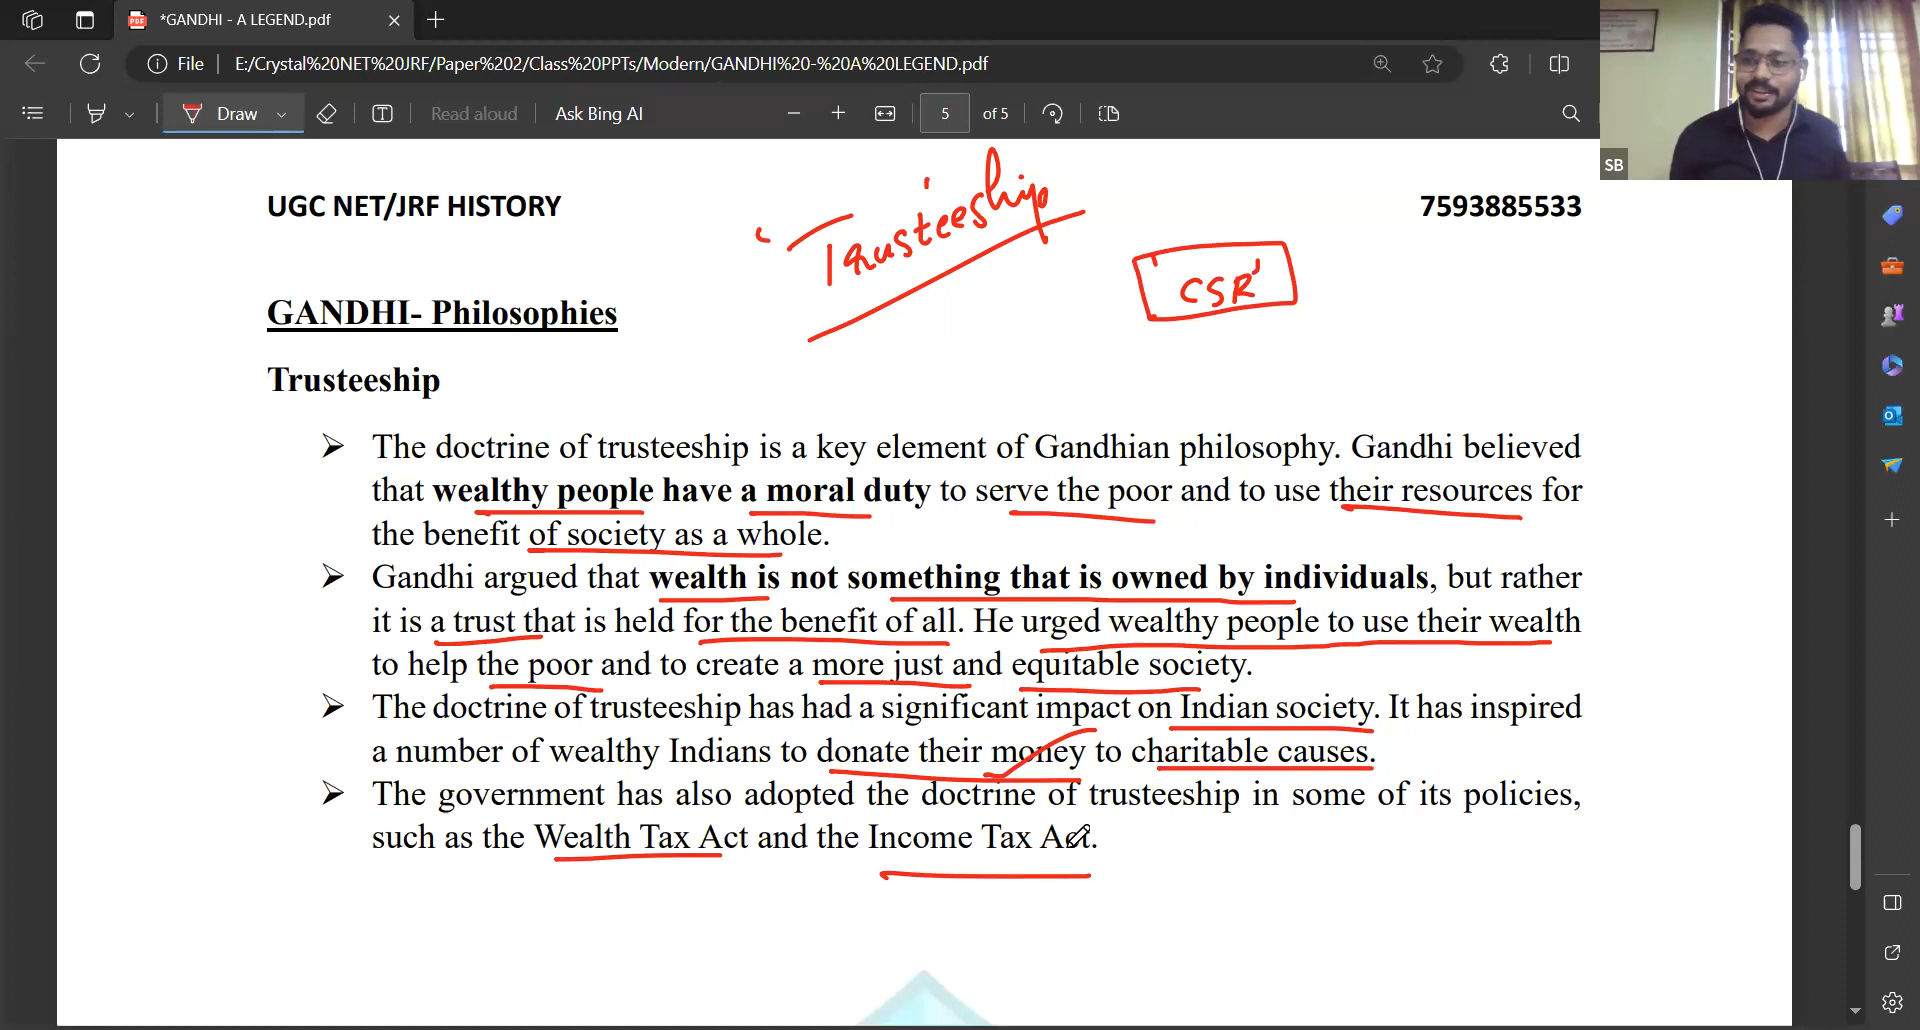 *GANDHI - A LEGEND.pdf
File
E:/Crystal%20NET%20JRF/Paper%202/Class%20PPTs/Modern/GANDHI%20-%20A%20LEGEND.pdf
Draw
Read aloud
Ask Bing AI
5 of 5
SB
UGC NET/JRF HISTORY
7593885533
'Trusteeship
CSR'
GANDHI- Philosophies
Trusteeship
➢ The doctrine of trusteeship is a key element of Gandhian philosophy. Gandhi believed
that wealthy people have a moral duty to serve the poor and to use their resources for
the benefit of society as a whole.
➢ Gandhi argued that wealth is not something that is owned by individuals, but rather
it is a trust that is held for the benefit of all. He urged wealthy people to use their wealth
to help the poor and to create a more just and equitable society.
➢ The doctrine of trusteeship has had a significant impact on Indian society. It has inspired
a number of wealthy Indians to donate their money to charitable causes.
➢ The government has also adopted the doctrine of trusteeship in some of its policies,
such as the Wealth Tax Act and the Income Tax Act.